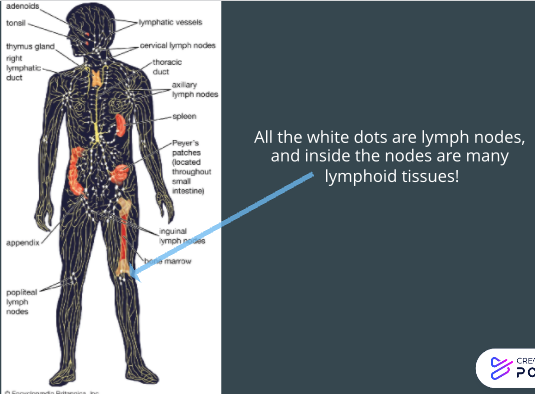 adenoids
tonsil
thymus gland
right
lymphatic
duct
appendix
popliteal
lymph
nodes
lymphatic vessels
cervical lymph nodes
thoracic
duct
axillary
lymph nodes
spleen
Peyer's
patches
(located
throughout
small
intestine)
inguinal
lymph nodes
bone marrow
© Encyclopædia Britannica, Inc.
All the white dots are lymph nodes,
and inside the nodes are many
lymphoid tissues!